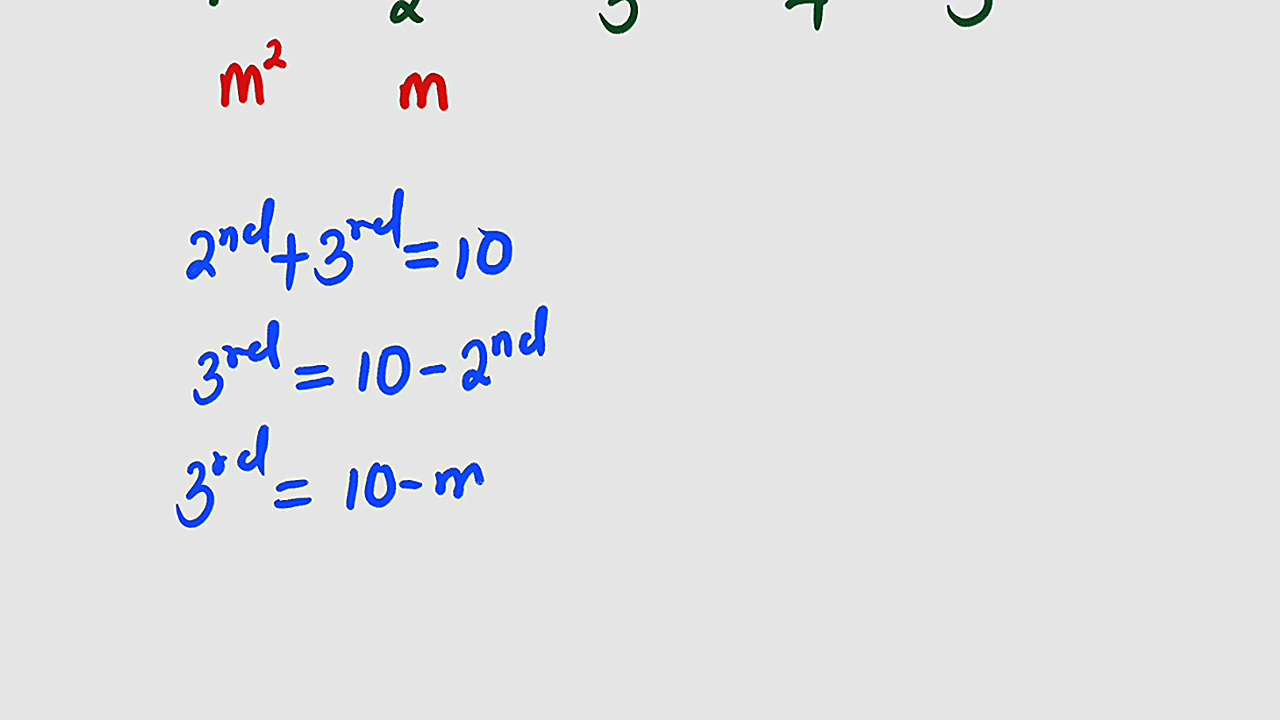 2 3 4 5
m² m
2ⁿᵈ + 3ʳᵈ = 10
3ʳᵈ = 10 - 2ⁿᵈ
3ʳᵈ = 10 - m